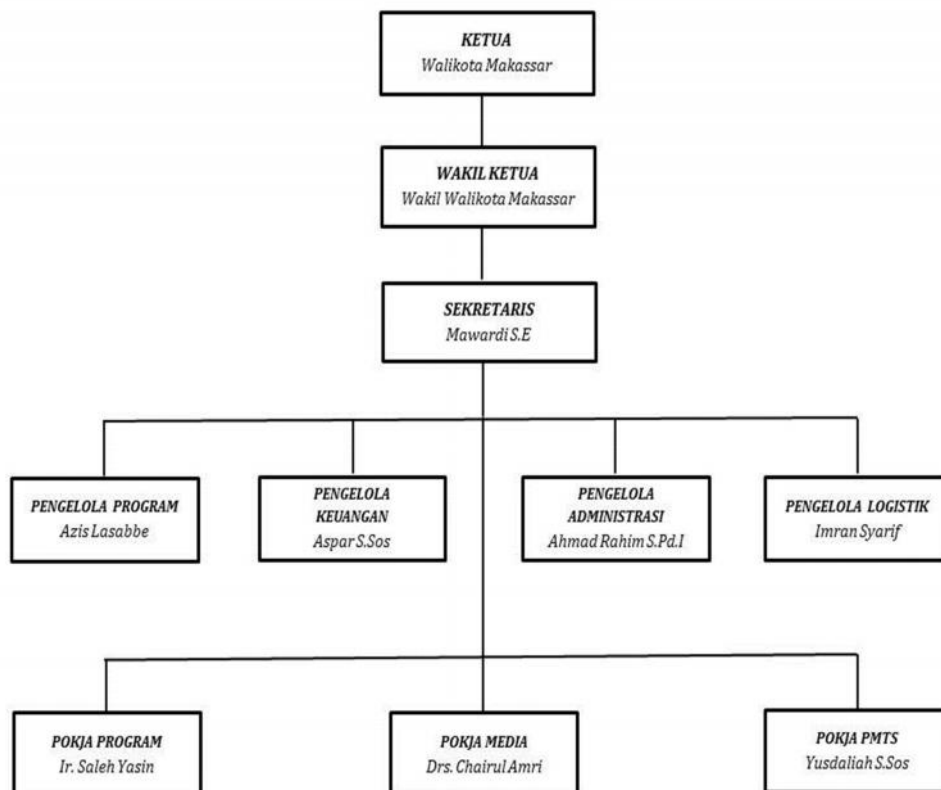 KETUA
Walikota Makassar
WAKIL KETUA
Wakil Walikota Makassar
SEKRETARIS
Mawardi S.E
PENGELOLA PROGRAM
Azis Lasabbe
PENGELOLA
KEUANGAN
Aspar S.Sos
PENGELOLA
ADMINISTRASI
Ahmad Rahim S.Pd.I
PENGELOLA LOGISTIK
Imran Syarif
POKJA PROGRAM
Ir. Saleh Yasin
POKJA MEDIA
Drs. Chairul Amri
POKJA PMTS
Yusdaliah S.Sos